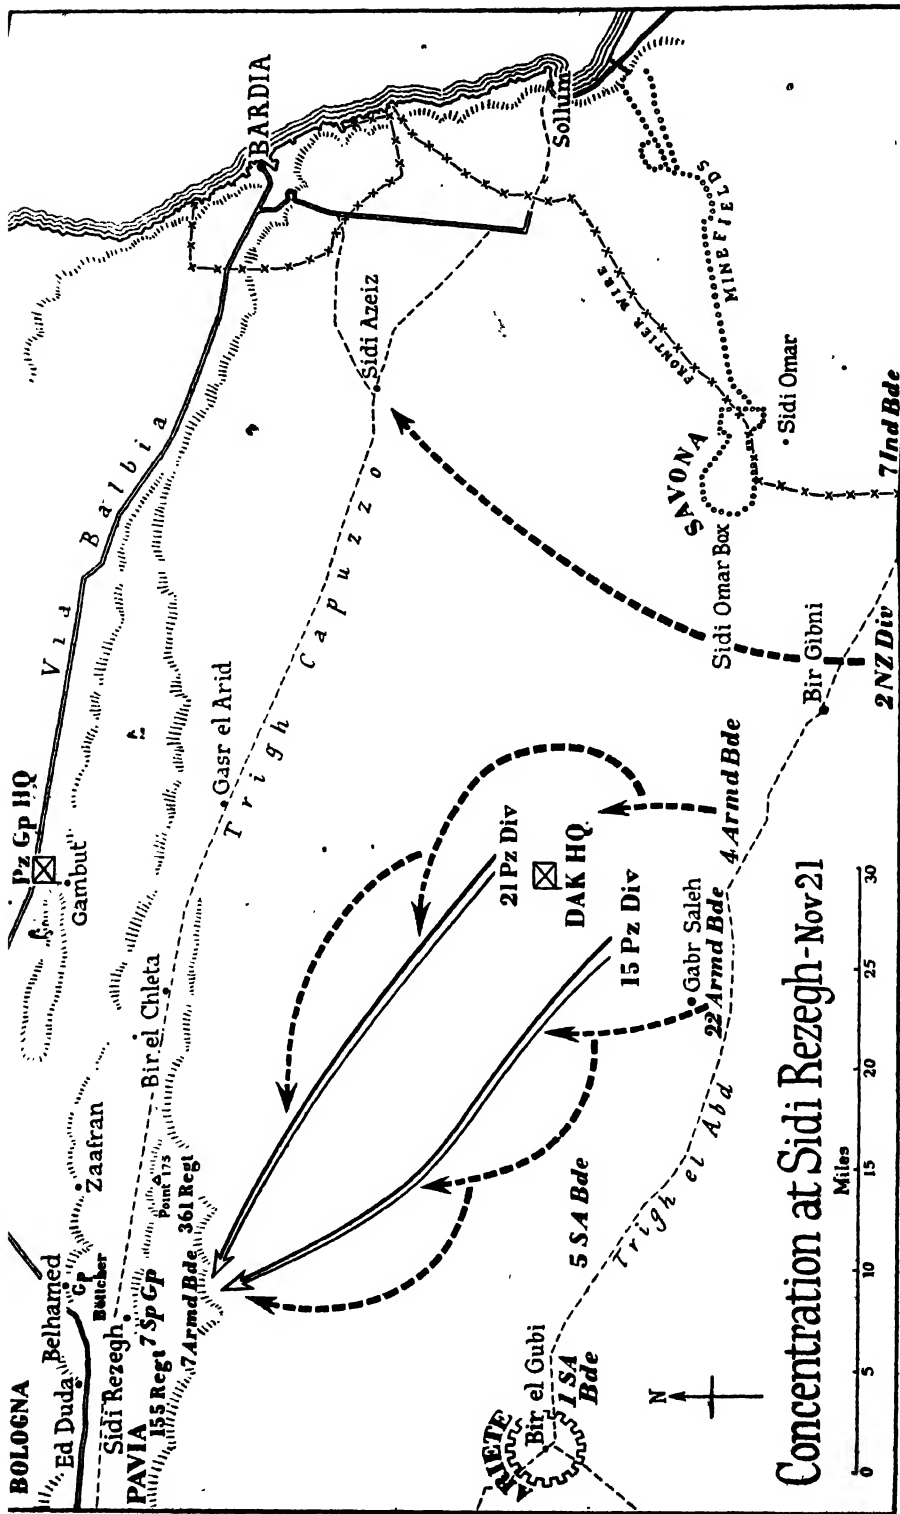 BOLOGNA
Ed Duda
Belhamed
Gp
Böttcher
Zaafran
Gambut
Pz Gp HQ
Via Balbia
BARDIA
Sidi Rezegh
PAVIA
155 Regt
7 Sp Gp
7 Armd Bde
Point 175
361 Regt
Bir el Chleta
Gasr el Arid
Trigh Capuzzo
Sidi Azeiz
Sollum
21 Pz Div
DAK HQ.
15 Pz Div
FRONTIER WIRE
MINEFIELDS
ARIETE
Bir el Gubi
1 SA
Bde
5 SA Bde
Trigh el Abd
Gabr Saleh
22 Armd Bde
4 Armd Bde
SAVONA
Sidi Omar Box
Sidi Omar
Bir Gibni
2 NZ Div
7 Ind Bde
N
Concentration at Sidi Rezegh-Nov 21
Miles
0 5 10 15 20 25 30